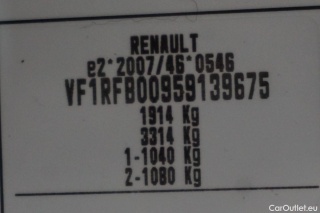 RENAULT
e2*2007/46*0546
VF1RFB00959139675
1914 Kg
3314 Kg
1-1040 Kg
2-1080 Kg
CarOutlet.eu